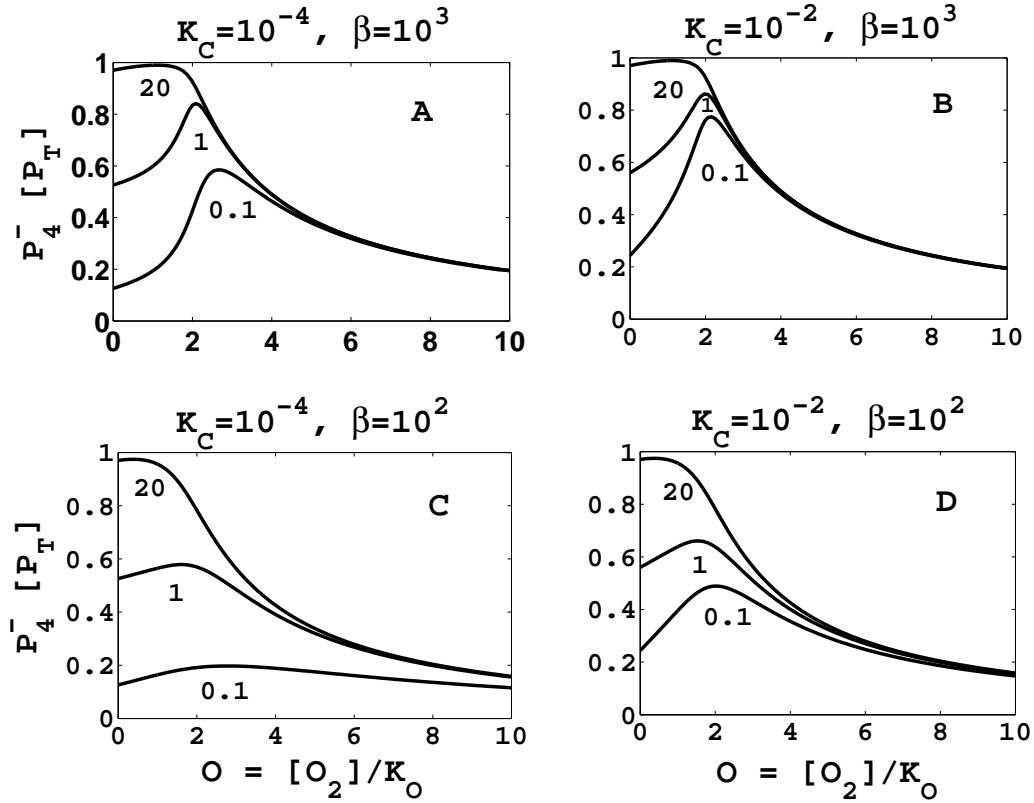 K_C=10^-4, β=10^3
P_4^- [P_T]
1
0.8
0.6
0.4
0.2
0
20
1
0.1
A
0 2 4 6 8 10
K_C=10^-2, β=10^3
1
0.8
0.6
0.4
0.2
0
20
1
0.1
B
0 2 4 6 8 10
K_C=10^-4, β=10^2
P_4^- [P_T]
1
0.8
0.6
0.4
0.2
0
20
1
0.1
C
0 2 4 6 8 10
O = [O_2]/K_O
K_C=10^-2, β=10^2
1
0.8
0.6
0.4
0.2
0
20
1
0.1
D
0 2 4 6 8 10
O = [O_2]/K_O